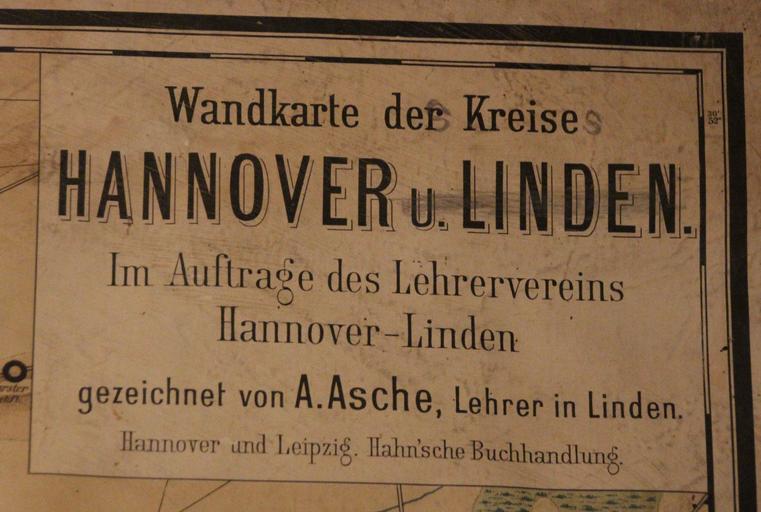 Wandkarte der Kreise
HANNOVER u. LINDEN.
Im Auftrage des Lehrervereins
Hannover-Linden
gezeichnet von A. Asche, Lehrer in Linden.
Hannover und Leipzig. Hahn'sche Buchhandlung.